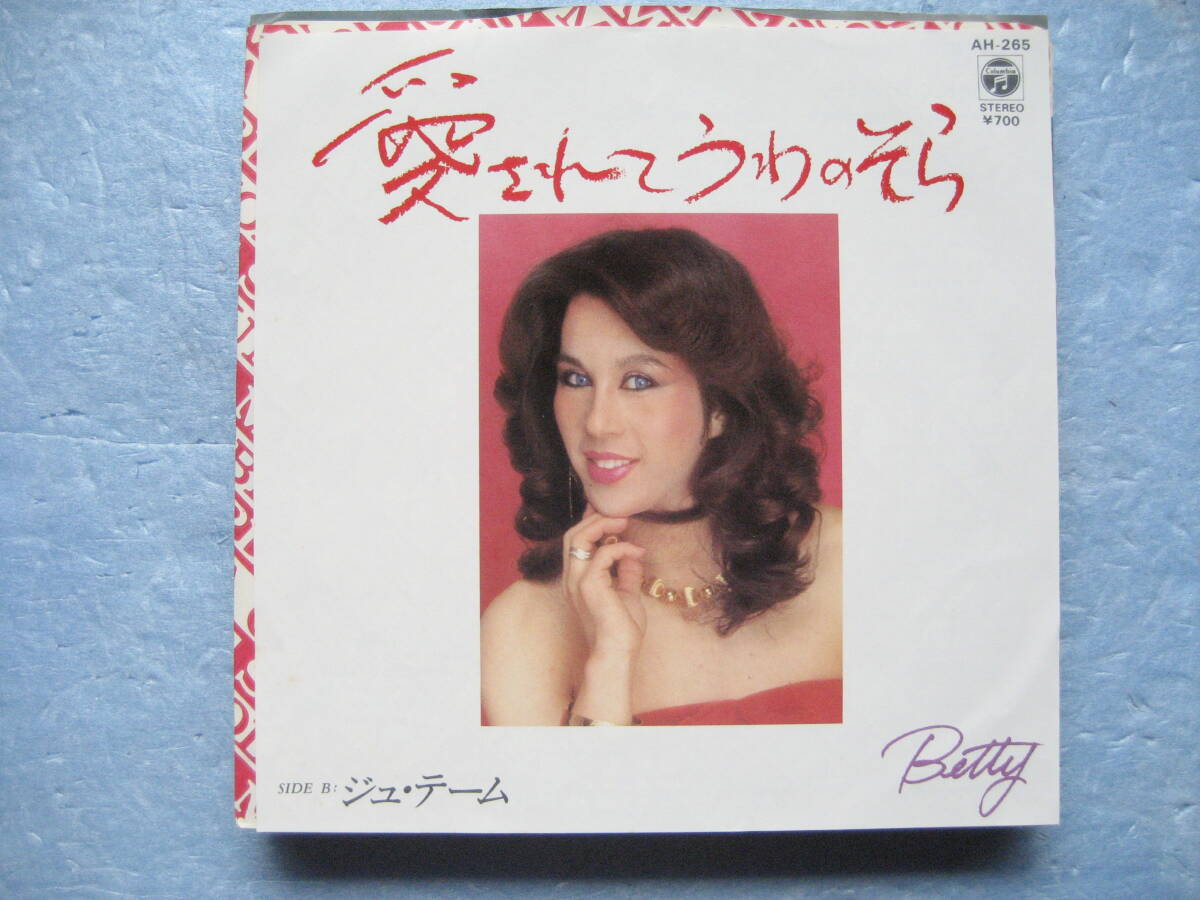 AH-265
Columbia
STEREO
¥700
愛されてうわのそら
SIDE B: ジュ・テーム
Betty